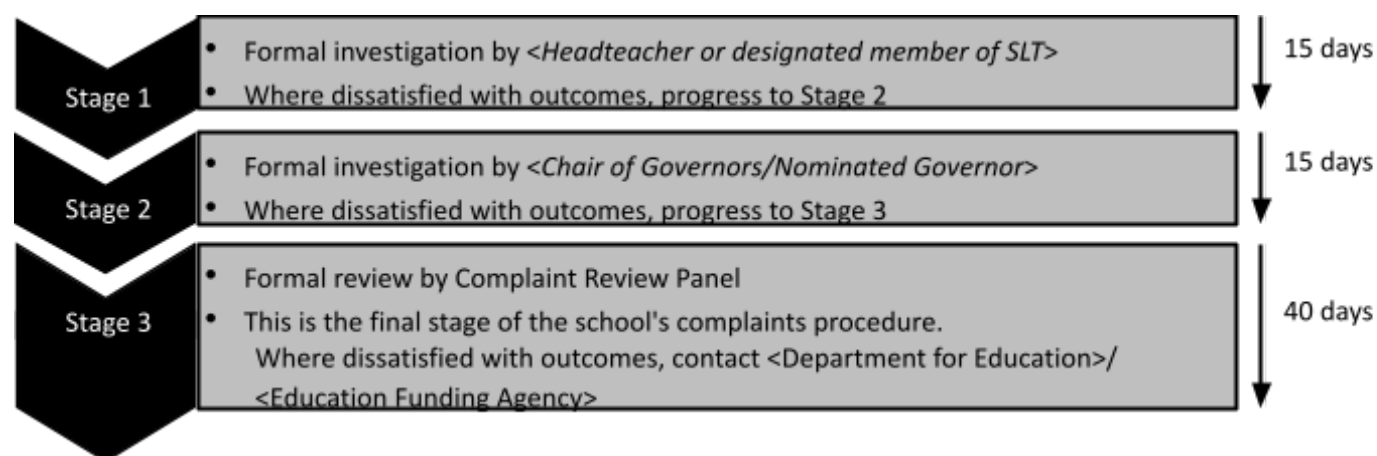 Stage 1
• Formal investigation by <Headteacher or designated member of SLT>
• Where dissatisfied with outcomes, progress to Stage 2
15 days
Stage 2
• Formal investigation by <Chair of Governors/Nominated Governor>
• Where dissatisfied with outcomes, progress to Stage 3
15 days
Stage 3
• Formal review by Complaint Review Panel
• This is the final stage of the school's complaints procedure.
Where dissatisfied with outcomes, contact <Department for Education>/
<Education Funding Agency>
40 days